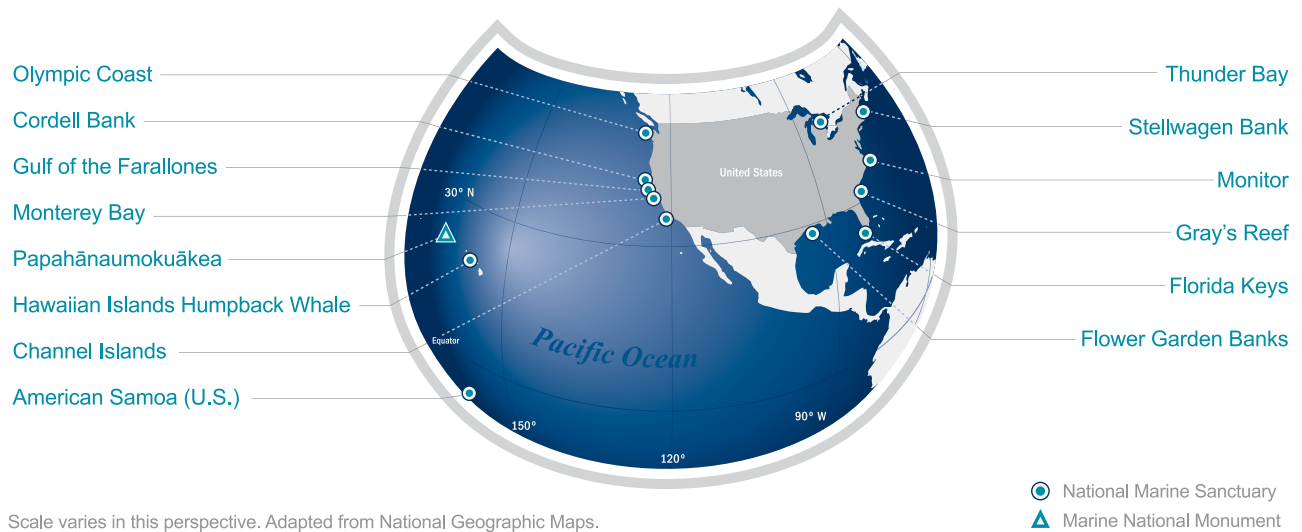 Olympic Coast
Cordell Bank
Gulf of the Farallones
Monterey Bay
Papahānaumokuākea
Hawaiian Islands Humpback Whale
Channel Islands
American Samoa (U.S.)
30° N
Equator
Pacific Ocean
United States
150°
120°
90° W
Thunder Bay
Stellwagen Bank
Monitor
Gray’s Reef
Florida Keys
Flower Garden Banks
National Marine Sanctuary
Marine National Monument
Scale varies in this perspective. Adapted from National Geographic Maps.